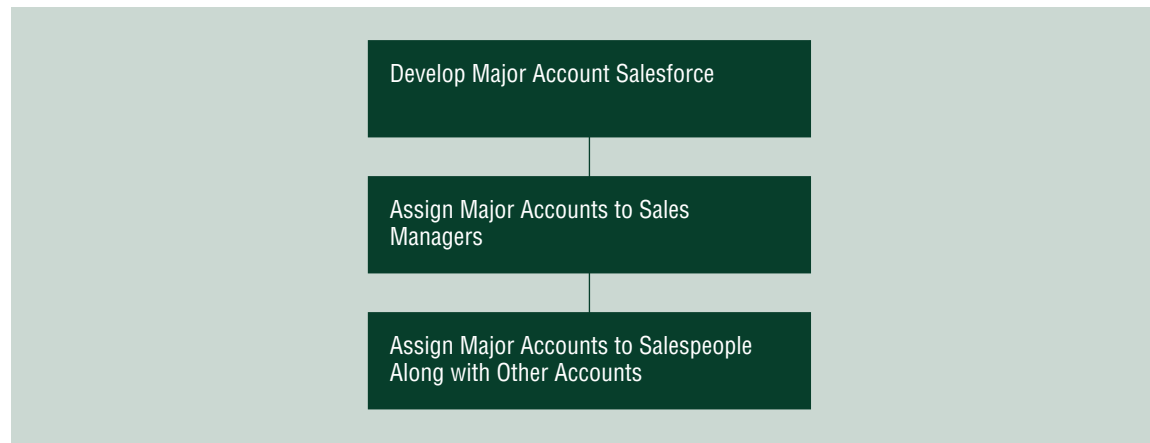 Develop Major Account Salesforce
Assign Major Accounts to Sales
Managers
Assign Major Accounts to Salespeople
Along with Other Accounts